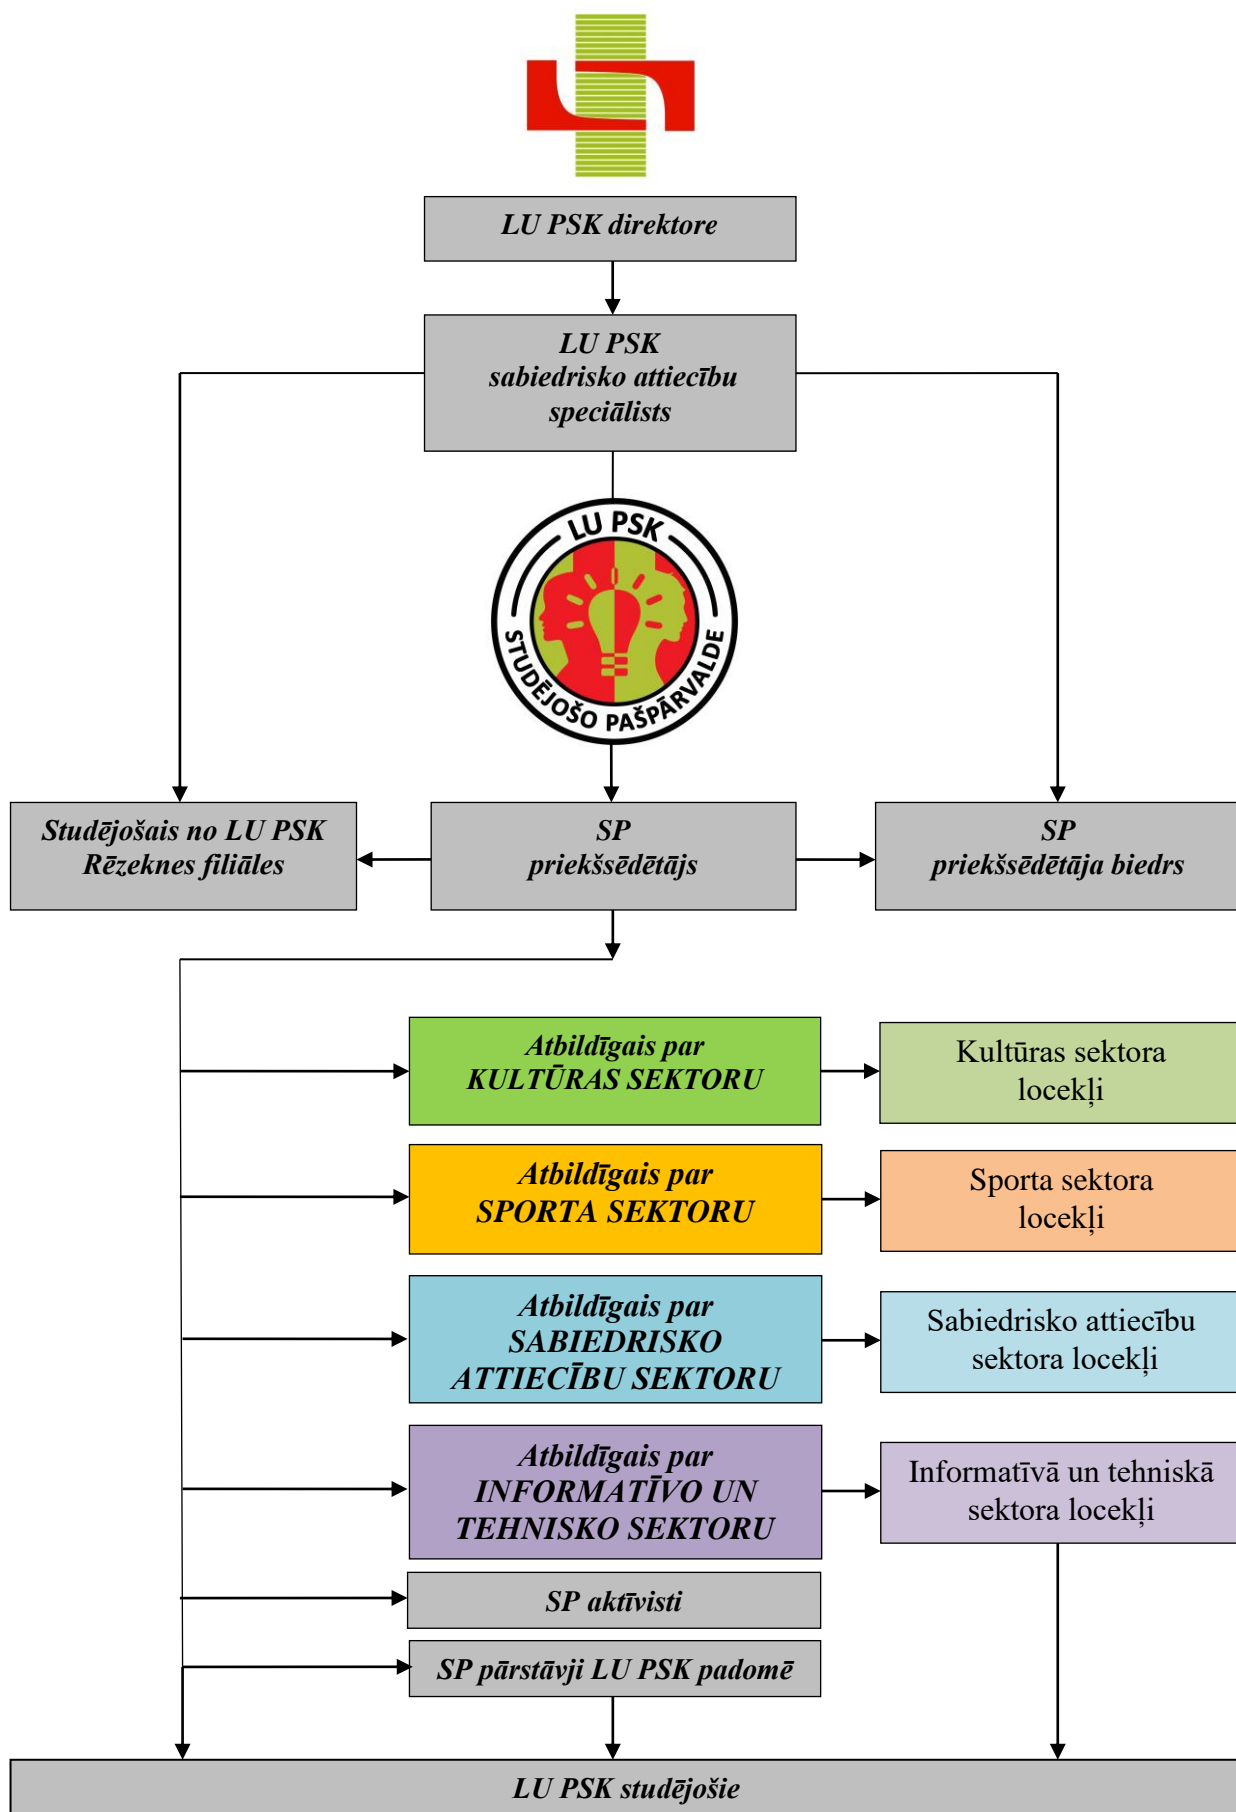 LU PSK direktore
LU PSK
sabiedrisko attiecību
speciālists
LU PSK
STUDĒJOŠO PAŠPĀRVALDE
Studējošais no LU PSK
Rēzeknes filiāles
SP
priekšsēdētājs
SP
priekšsēdētāja biedrs
Atbildīgais par
KULTŪRAS SEKTORU
Kultūras sektora
locekļi
Atbildīgais par
SPORTA SEKTORU
Sporta sektora
locekļi
Atbildīgais par
SABIEDRISKO
ATTIECĪBU SEKTORU
Sabiedrisko attiecību
sektora locekļi
Atbildīgais par
INFORMATĪVO UN
TEHNISKO SEKTORU
Informatīvā un tehniskā
sektora locekļi
SP aktīvisti
SP pārstāvji LU PSK padomē
LU PSK studējošie